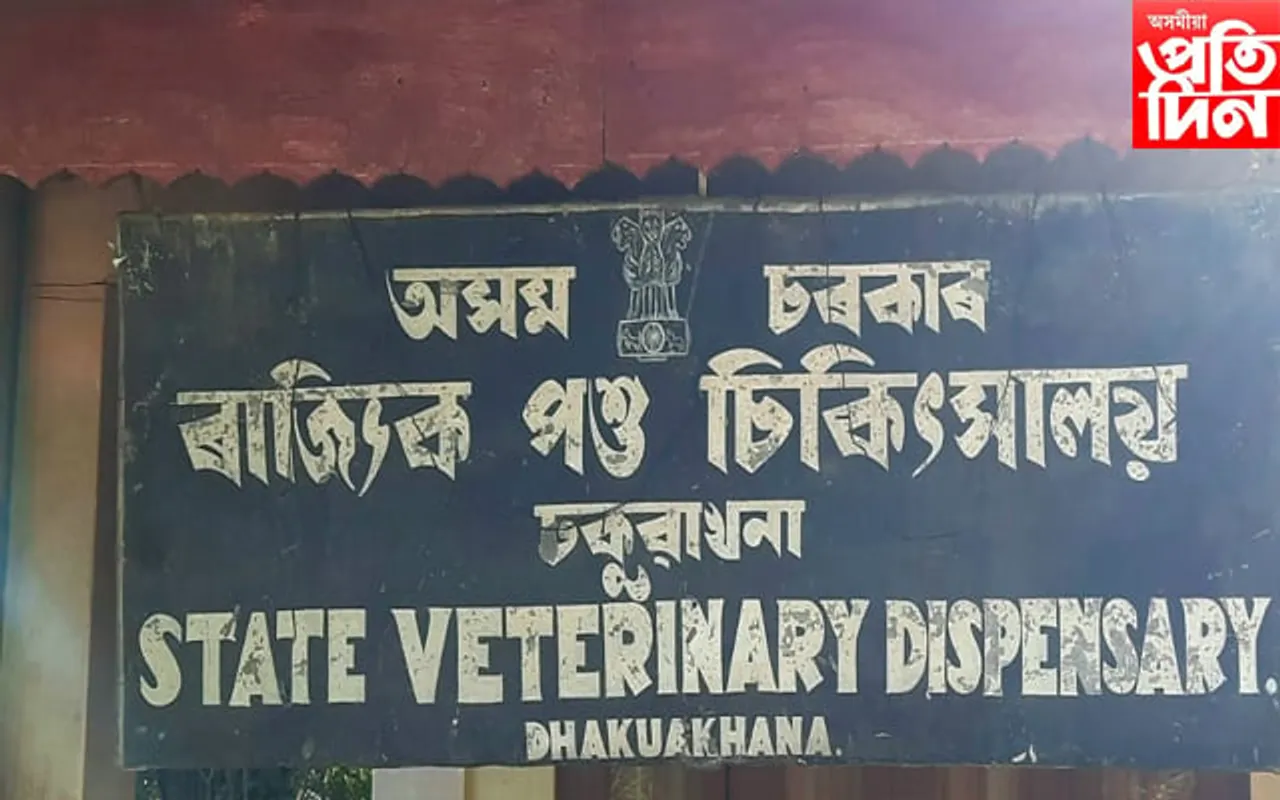 অসমীয়া
প্ৰতি
দিন
অসম চৰকাৰ
ৰাজ্যিক পশু চিকিৎসালয়
ঢকুৱাখনা
STATE VETERINARY DISPENSARY.
DHAKUAKHANA.